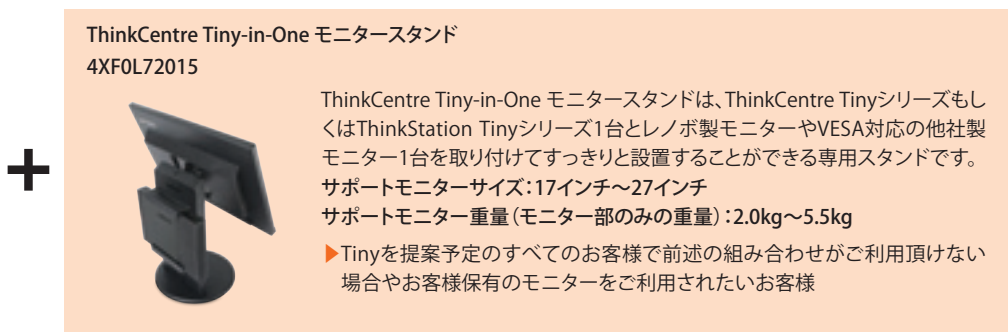 ThinkCentre Tiny-in-One モニタースタンド
4XF0L72015
ThinkCentre Tiny-in-One モニタースタンドは、ThinkCentre Tinyシリーズもし
くはThinkStation Tinyシリーズ1台とレノボ製モニターやVESA対応の他社製
モニター1台を取り付けてすっきりと設置することができる専用スタンドです。
サポートモニターサイズ：17インチ～27インチ
サポートモニター重量（モニター部のみの重量）：2.0kg～5.5kg
▶Tinyを提案予定のすべてのお客様で前述の組み合わせがご利用頂けない
場合やお客様保有のモニターをご利用されたいお客様